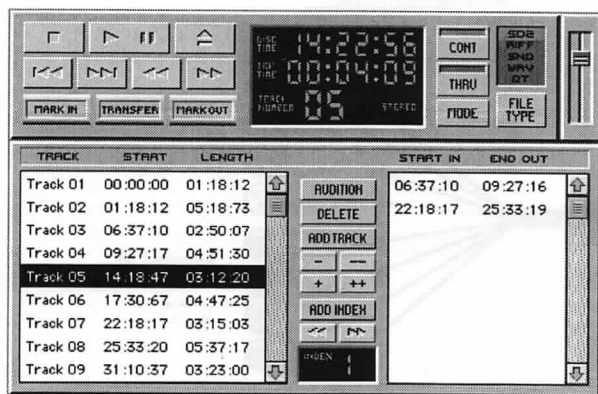 DISC TIME 14:22:56
TRK TIME 00:04:09
TRACK NUMBER 05 STEREO
CONT
THRU
MODE
SD2
AIFF
SND
WAV
QT
FILE TYPE
MARK IN TRANSFER MARK OUT
TRACK START LENGTH
Track 01 00:00:00 01:18:12
Track 02 01:18:12 05:18:73
Track 03 06:37:10 02:50:07
Track 04 09:27:17 04:51:30
Track 05 14:18:47 03:12:20
Track 06 17:30:67 04:47:25
Track 07 22:18:17 03:15:03
Track 08 25:33:20 05:37:17
Track 09 31:10:37 03:23:00
AUDITION
DELETE
ADD TRACK
- --
+ ++
ADD INDEX
INDEX 1
START IN END OUT
06:37:10 09:27:16
22:18:17 25:33:19